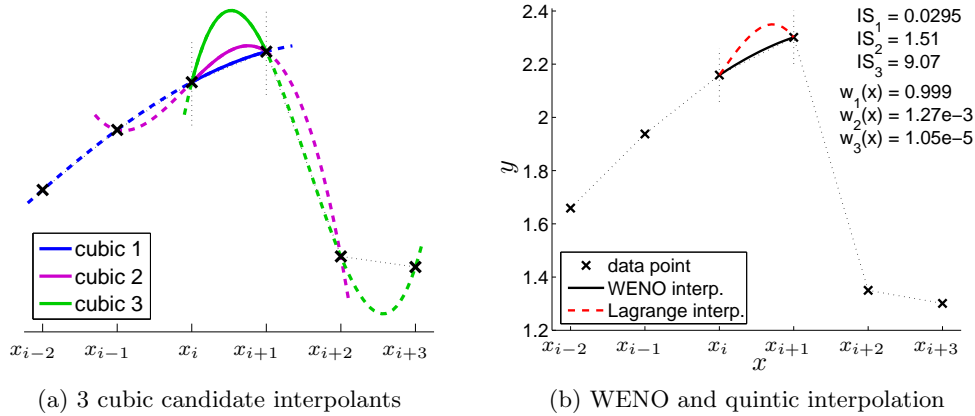 cubic 1
cubic 2
cubic 3
x_{i−2} x_{i−1} x_i x_{i+1} x_{i+2} x_{i+3}
(a) 3 cubic candidate interpolants
2.4
2.2
2
1.8
1.6
1.4
1.2
y
IS_1 = 0.0295
IS_2 = 1.51
IS_3 = 9.07
w_1(x) = 0.999
w_2(x) = 1.27e−3
w_3(x) = 1.05e−5
data point
WENO interp.
Lagrange interp.
x_{i−2} x_{i−1} x_i x_{i+1} x_{i+2} x_{i+3}
x
(b) WENO and quintic interpolation